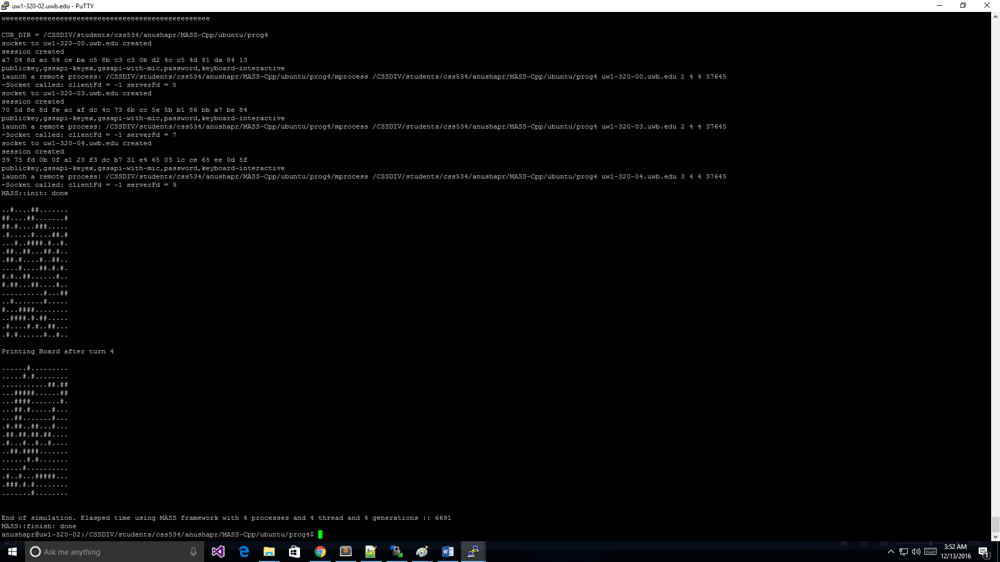 uw1-320-02.uwb.edu - PuTTY
weeeeeeeeeeeeeeeeeeeeeeeeeeeeeeeeeeeeeeeeeeeeeeeee
CUR_DIR = /CSSDIV/students/css534/anushapr/MASS-Cpp/ubuntu/prog4
socket to uw1-320-00.uwb.edu created
session created
a7 04 8d ac 54 ce ba c5 8b c3 c3 0b d2 4c c5 4d 81 da 84 13
publickey,gssapi-keyex,gssapi-with-mic,password,keyboard-interactive
launch a remote process: /CSSDIV/students/css534/anushapr/MASS-Cpp/ubuntu/prog4/mprocess /CSSDIV/students/css534/anushapr/MASS-Cpp/ubuntu/prog4 uw1-320-00.uwb.edu 1 4 4 37645
~Socket called: clientFd = -1 serverFd = 5
socket to uw1-320-03.uwb.edu created
session created
70 5d 8e 8d fe ac af dc 4c 73 6b cc 5e 5b b1 86 bb a7 be 84
publickey,gssapi-keyex,gssapi-with-mic,password,keyboard-interactive
launch a remote process: /CSSDIV/students/css534/anushapr/MASS-Cpp/ubuntu/prog4/mprocess /CSSDIV/students/css534/anushapr/MASS-Cpp/ubuntu/prog4 uw1-320-03.uwb.edu 2 4 4 37645
~Socket called: clientFd = -1 serverFd = 7
socket to uw1-320-04.uwb.edu created
session created
39 75 fd 0b 0f a1 23 f3 dc b7 31 e4 65 03 1c ce 65 ee 0d 5f
publickey,gssapi-keyex,gssapi-with-mic,password,keyboard-interactive
launch a remote process: /CSSDIV/students/css534/anushapr/MASS-Cpp/ubuntu/prog4/mprocess /CSSDIV/students/css534/anushapr/MASS-Cpp/ubuntu/prog4 uw1-320-04.uwb.edu 3 4 4 37645
~Socket called: clientFd = -1 serverFd = 9
MASS::init: done
..#....##.......
##....##.......#
##.#....###.....
.#.....#....##.#
...#..####.#..#.
.##..##...##.#..
.##.#....#..##..
....#....##.#.#.
#.#..##......#..
#.##...##....#..
..........#...##
..#.......#.....
#...####........
..####.#.##.....
.#....#.#..##...
.#.#......#..#..
Printing Board after turn 4
......#.........
.....#.#........
...........##.##
...#####......##
...####.......#.
...##.#.....#...
...##.......#...
.#.##..##...#...
.##.##.##.##....
.#...#..#..#....
..##.####.......
......#.#.......
.....#..........
.#..#...#####...
.###.#.#........
.......#........
End of simulation. Elasped time using MASS framework with 4 processes and 4 thread and 4 generations :: 6691
MASS::finish: done
anushapr@uw1-320-02:/CSSDIV/students/css534/anushapr/MASS-Cpp/ubuntu/prog4$
Ask me anything
3:52 AM
12/13/2016
1